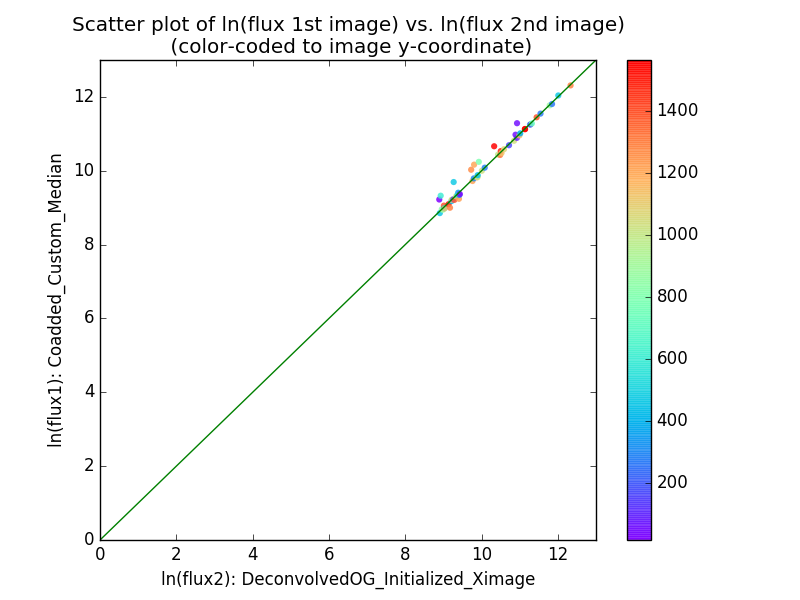 Scatter plot of ln(flux 1st image) vs. ln(flux 2nd image)
(color-coded to image y-coordinate)
ln(flux1): Coadded_Custom_Median
12
10
8
6
4
2
0
0 2 4 6 8 10 12
ln(flux2): DeconvolvedOG_Initialized_Ximage
1400
1200
1000
800
600
400
200